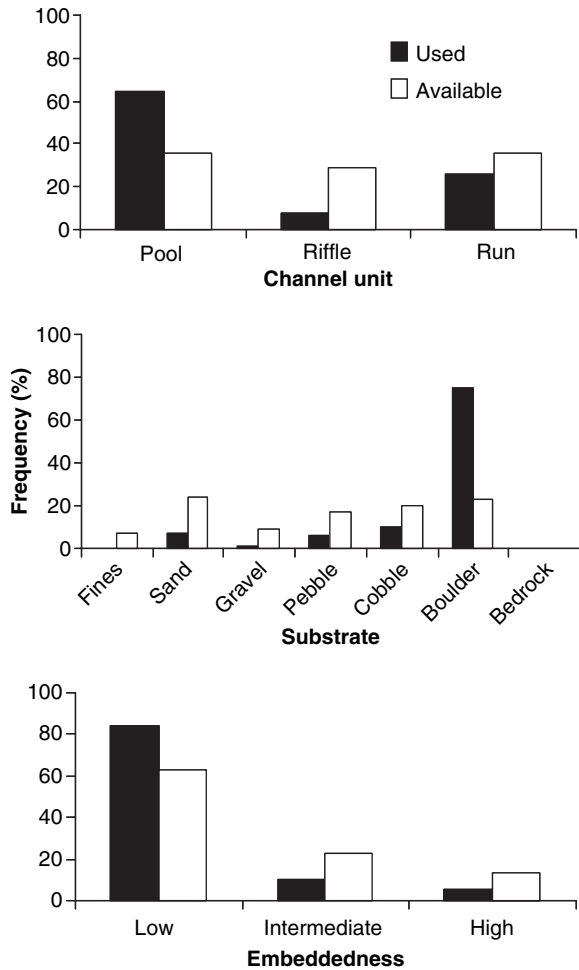 100
80
60
40
20
0
Used
Available
Pool Riffle Run
Channel unit
Frequency (%)
100
80
60
40
20
0
Fines Sand Gravel Pebble Cobble Boulder Bedrock
Substrate
100
80
60
40
20
0
Low Intermediate High
Embeddedness